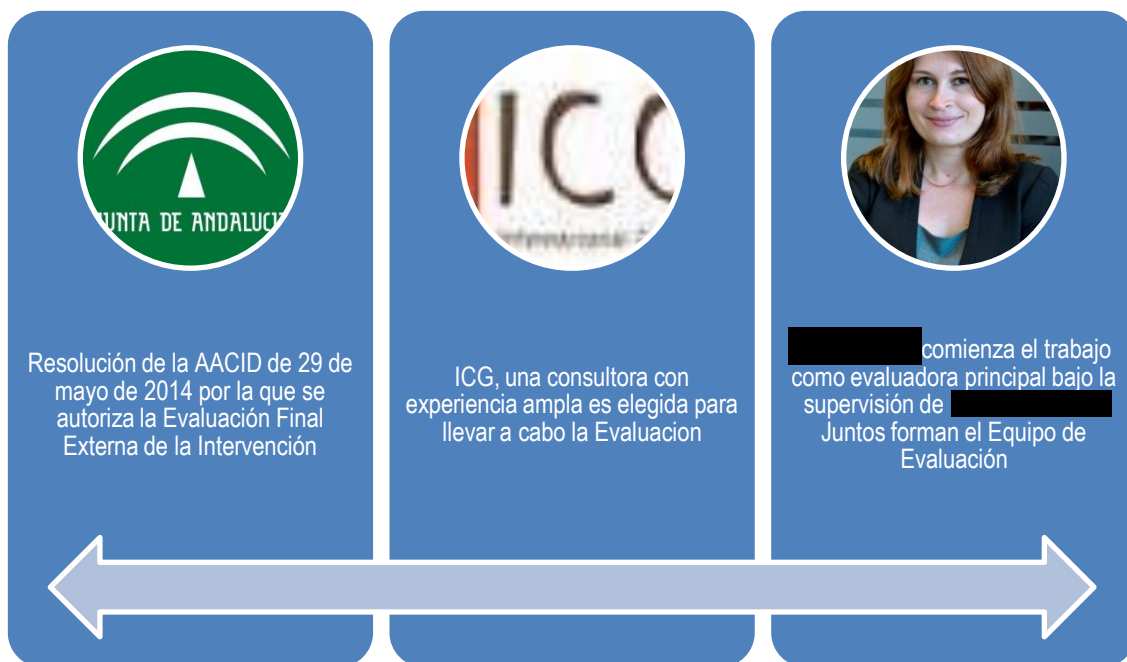 JUNTA DE ANDALUCI
ICG
Resolución de la AACID de 29 de
mayo de 2014 por la que se
autoriza la Evaluación Final
Externa de la Intervención
ICG, una consultora con
experiencia ampla es elegida para
llevar a cabo la Evaluacion
comienza el trabajo
como evaluadora principal bajo la
supervisión de
Juntos forman el Equipo de
Evaluación